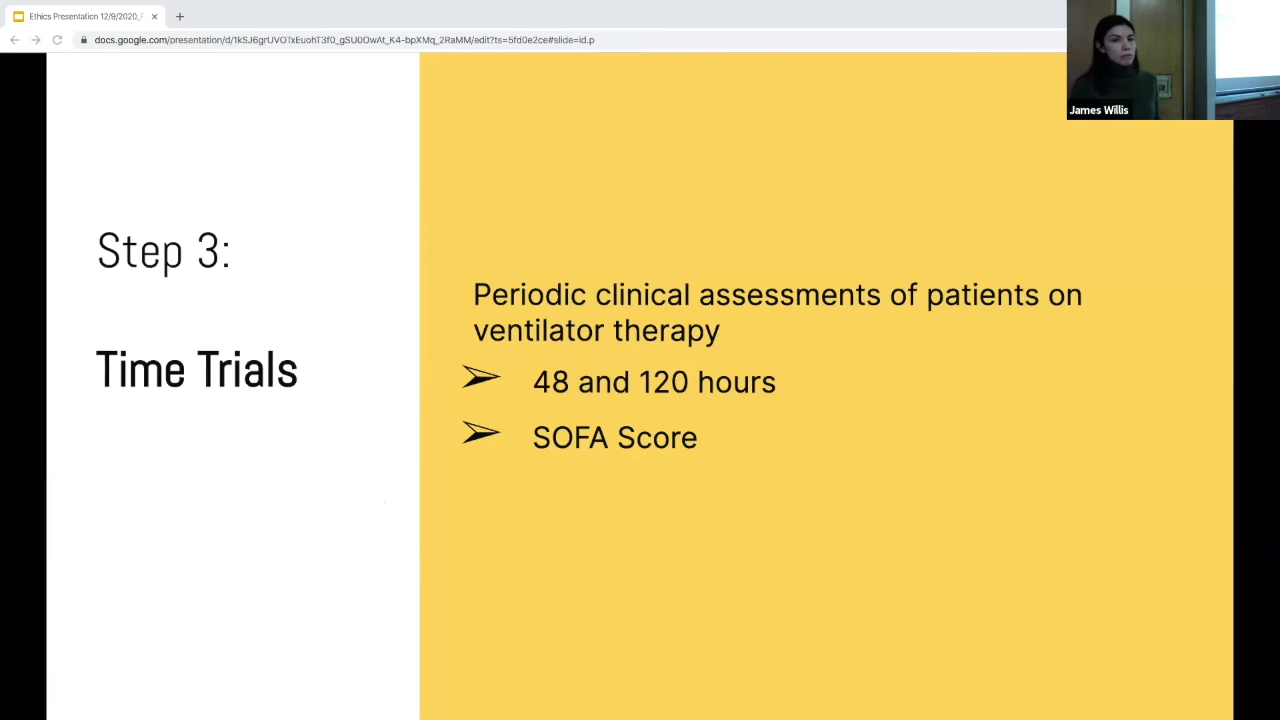 Ethics Presentation 12/9/2020_F
docs.google.com/presentation/d/1kSJ6grUVOTxEuohT3f0_gSU0OwAt_K4-bpXMq_2RaMM/edit?ts=5fd0e2ce#slide=id.p
James Willis
Step 3:
Time Trials
Periodic clinical assessments of patients on
ventilator therapy
➢ 48 and 120 hours
➢ SOFA Score